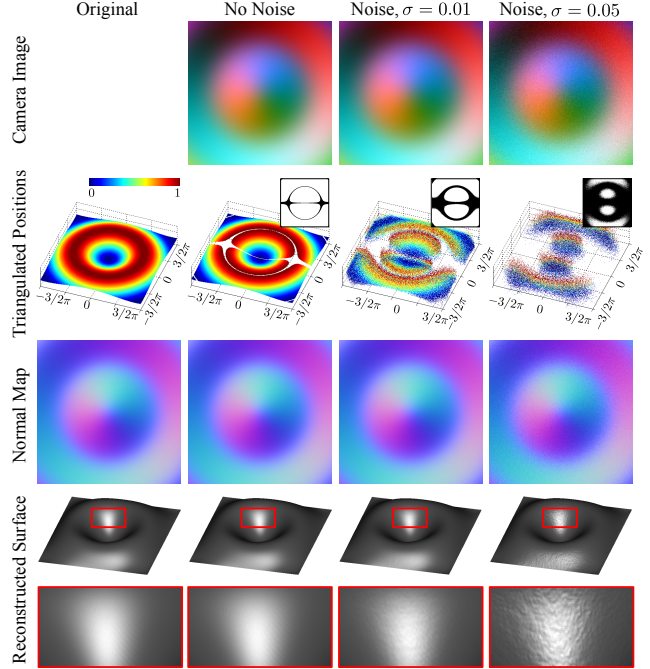 Original
No Noise
Noise, σ = 0.01
Noise, σ = 0.05
Camera Image
Triangulated Positions
0
1
−3/2π
0
3/2π
−3/2π
0
3/2π
−3/2π
0
3/2π
−3/2π
0
3/2π
−3/2π
0
3/2π
−3/2π
0
3/2π
−3/2π
0
3/2π
−3/2π
0
3/2π
Normal Map
Reconstructed Surface